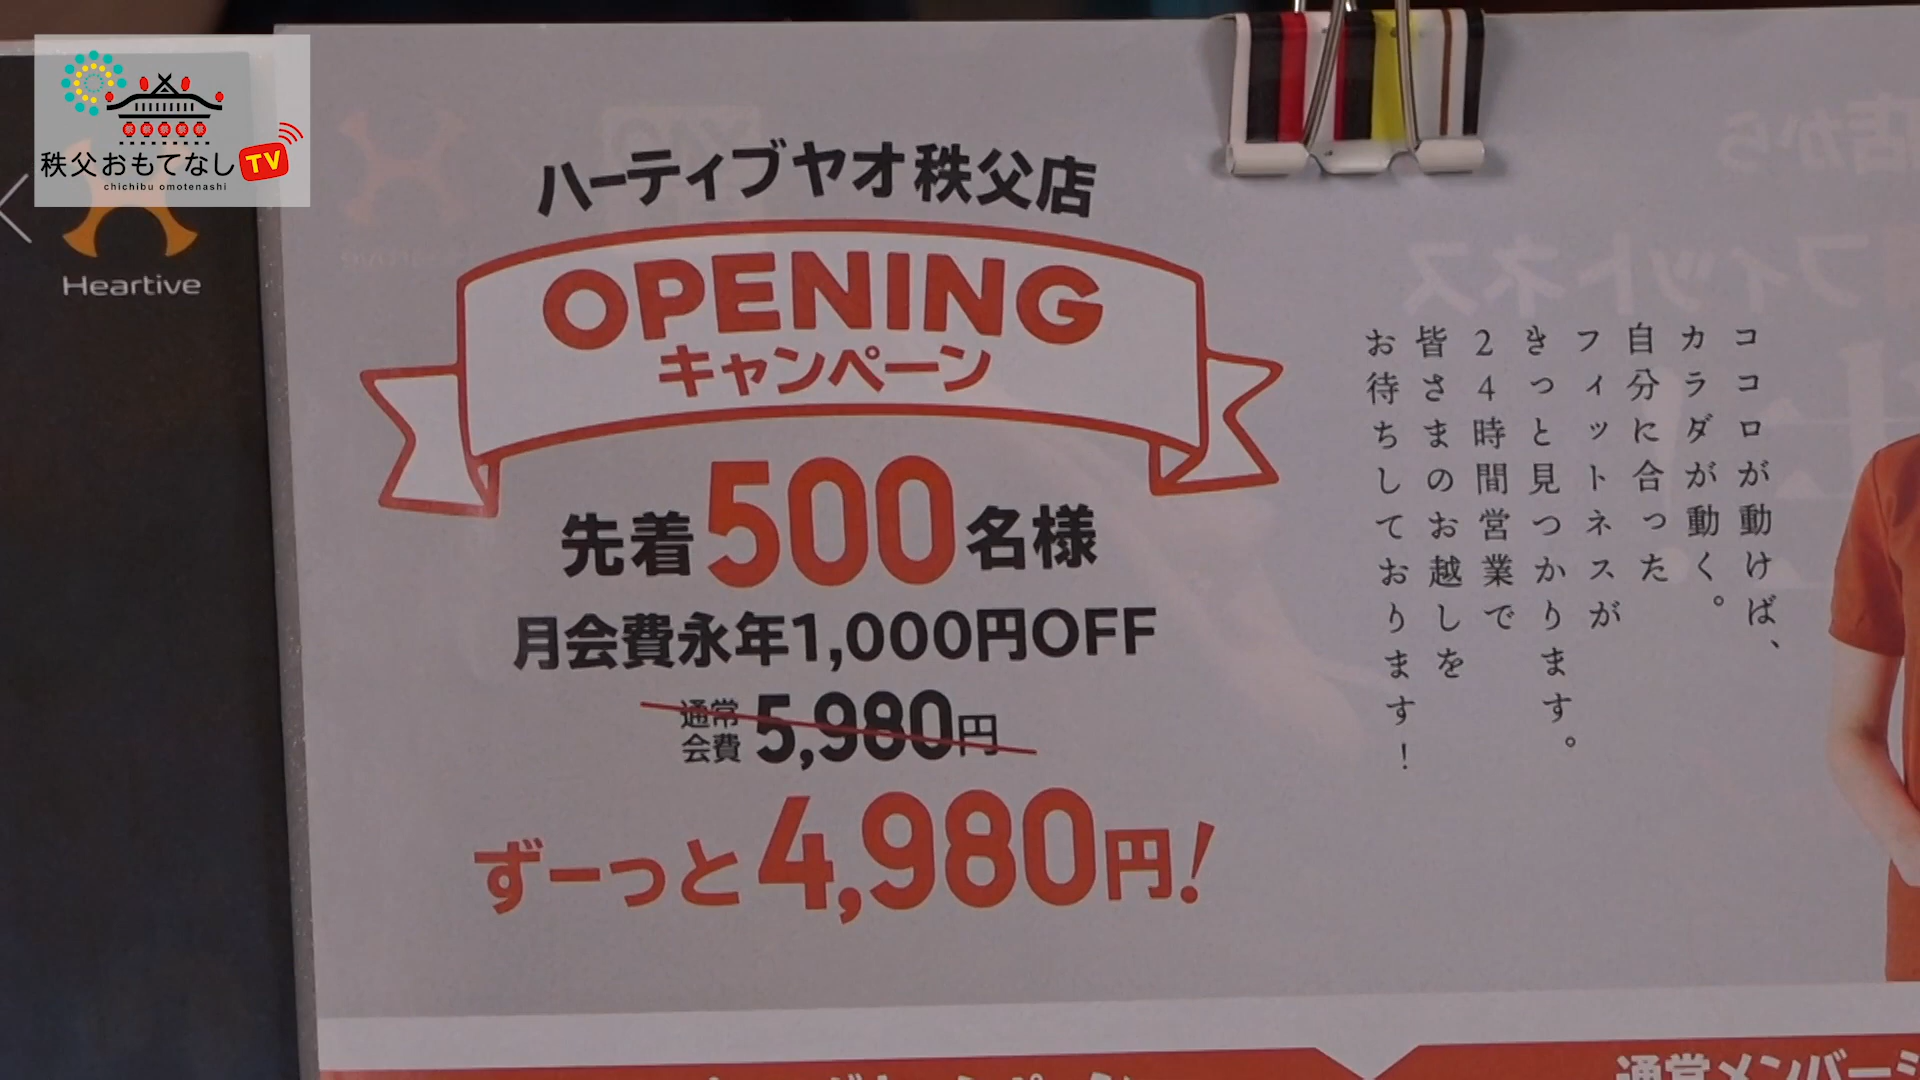 秩父おもてなしTV
chichibu omotenashi
Heartive
ハーティブヤオ秩父店
OPENING
キャンペーン
先着500名様
月会費永年1,000円OFF
通常会費 5,980円
ずーっと4,980円!
ココロが動けば、
カラダが動く。
自分に合った
フィットネスが
きっと見つかります。
24時間営業で
皆さまのお越しを
お待ちしております!
通常メンバーシ